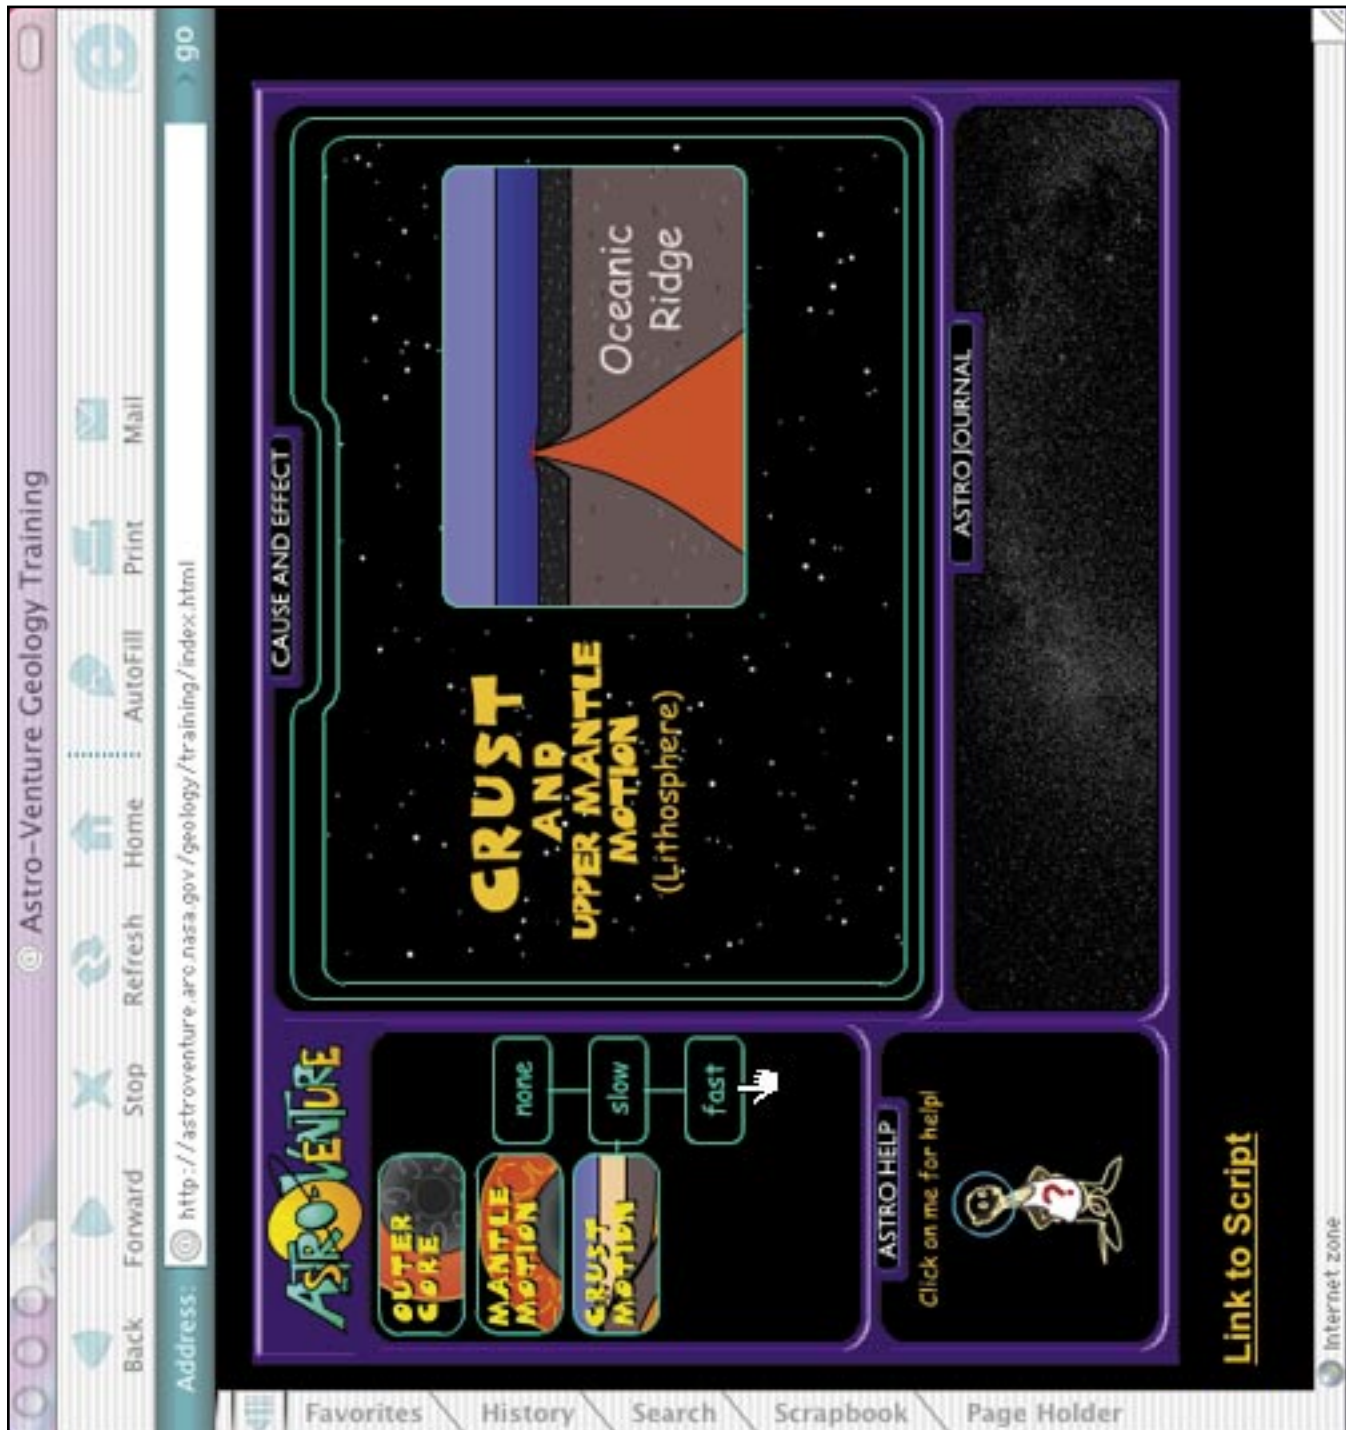 Astro-Venture Geology Training
Back
Forward
Stop
Refresh
Home
AutoFill
Print
Mail
Address:
http://astroventure.arc.nasa.gov/geology/training/index.html
go
Favorites
History
Search
Scrapbook
Page Holder
ASTROVENTURE
OUTER
CORE
MANTLE
MOTION
CRUST
MOTION
none
slow
fast
CAUSE AND EFFECT
CRUST
AND
UPPER MANTLE
MOTION
(Lithosphere)
Oceanic
Ridge
ASTRO HELP
Click on me for help!
?
ASTRO JOURNAL
Link to Script
Internet zone